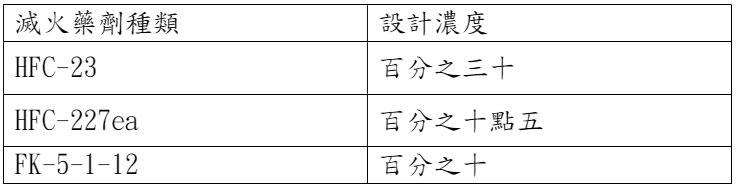 滅火藥劑種類 設計濃度
HFC-23 百分之三十
HFC-227ea 百分之十點五
FK-5-1-12 百分之十